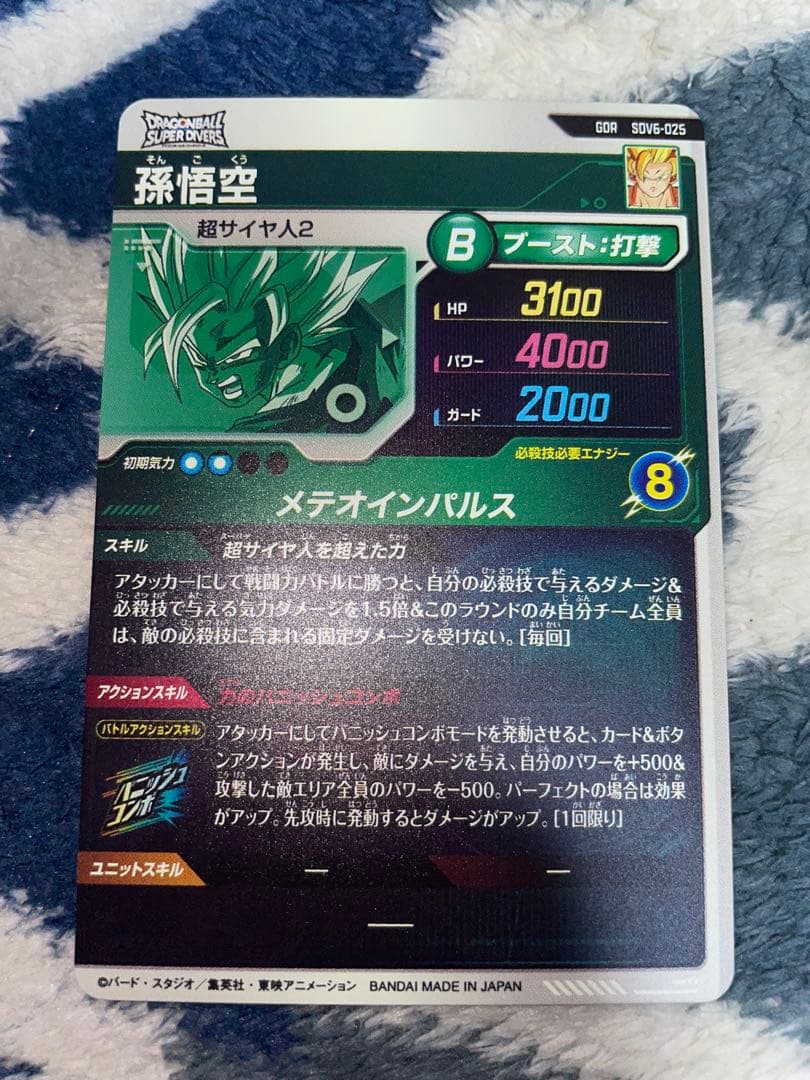 DRAGONBALL
SUPER DIVERS
GDR SDV6-025
そん ご くう
孫悟空
超サイヤ人2
B ブースト:打撃
HP 3100
パワー 4000
ガード 2000
初期気力
必殺技必要エナジー
8
メテオインパルス
スキル 超サイヤ人を超えた力
アタッカーにして戦闘力バトルに勝つと、自分の必殺技で与えるダメージ&
必殺技で与える気力ダメージを1.5倍&このラウンドのみ自分チーム全員
は、敵の必殺技に含まれる固定ダメージを受けない。[毎回]
アクションスキル 力のバニッシュコンボ
バトルアクションスキル
バニッシュ
コンボ
アタッカーにしてバニッシュコンボモードを発動させると、カード&ボタ
ンアクションが発生し、敵にダメージを与え、自分のパワーを+500&
攻撃した敵エリア全員のパワーを-500。パーフェクトの場合は効果
がアップ。先攻時に発動するとダメージがアップ。[1回限り]
ユニットスキル ー ー
ー
©バード・スタジオ/集英社・東映アニメーション BANDAI MADE IN JAPAN